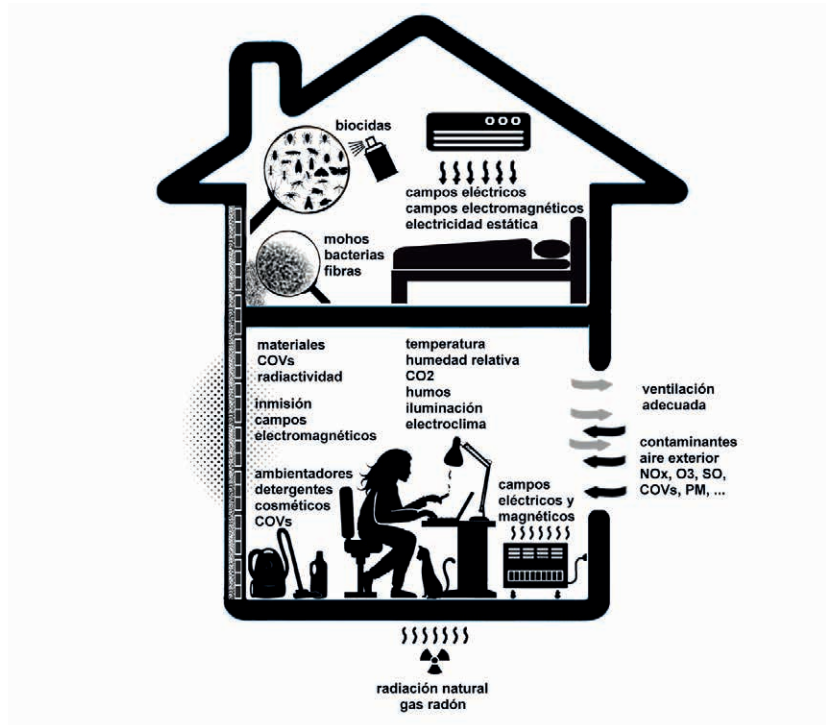 biocidas
campos eléctricos
campos electromagnéticos
electricidad estática
mohos
bacterias
fibras
materiales
COVs
radiactividad
temperatura
humedad relativa
CO2
humos
iluminación
electroclima
inmisión
campos
electromagnéticos
ventilación
adecuada
contaminantes
aire exterior
NOx, O3, SO,
COVs, PM, ...
ambientadores
detergentes
cosméticos
COVs
campos
eléctricos y
magnéticos
radiación natural
gas radón